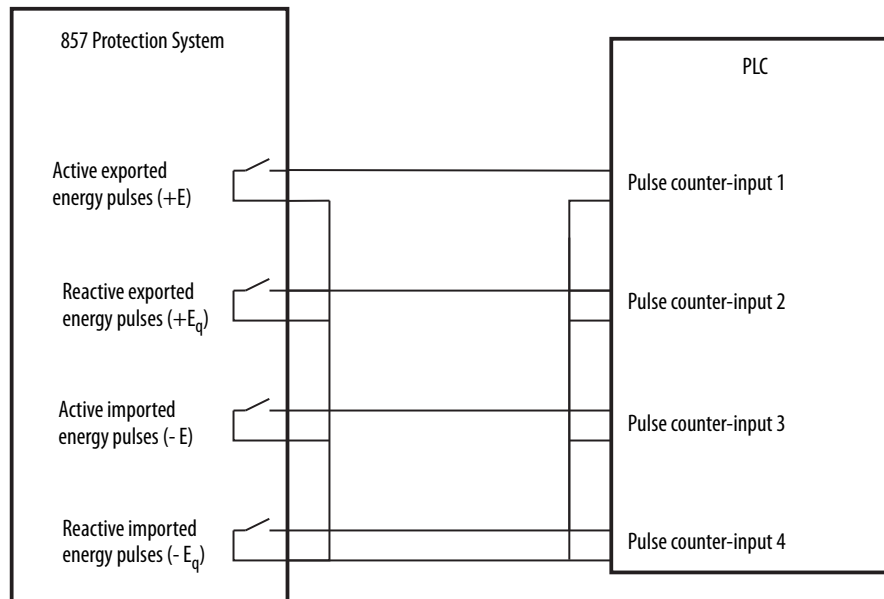 857 Protection System
PLC
Active exported
energy pulses (+E)
Pulse counter-input 1
Reactive exported
energy pulses (+Eq)
Pulse counter-input 2
Active imported
energy pulses (- E)
Pulse counter-input 3
Reactive imported
energy pulses (- Eq)
Pulse counter-input 4